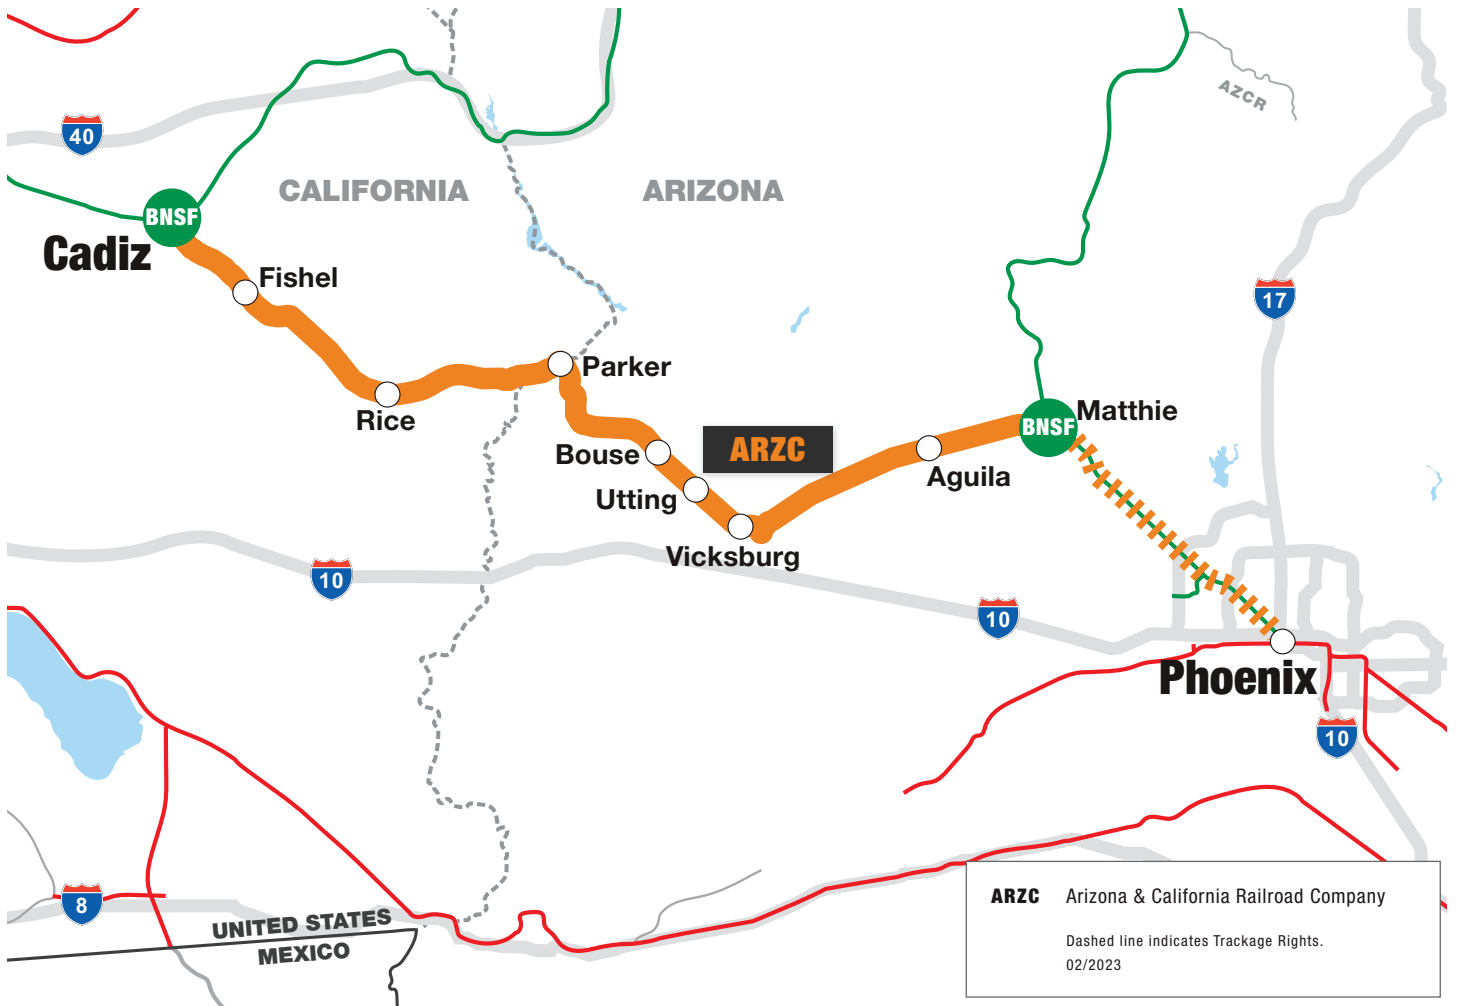 40
AZCR
CALIFORNIA
ARIZONA
BNSF
Cadiz
Fishel
17
Parker
Rice
BNSF
Matthie
ARZC
Bouse
Aguila
Utting
Vicksburg
10
10
Phoenix
10
8
UNITED STATES
MEXICO
ARZC Arizona & California Railroad Company
Dashed line indicates Trackage Rights.
02/2023